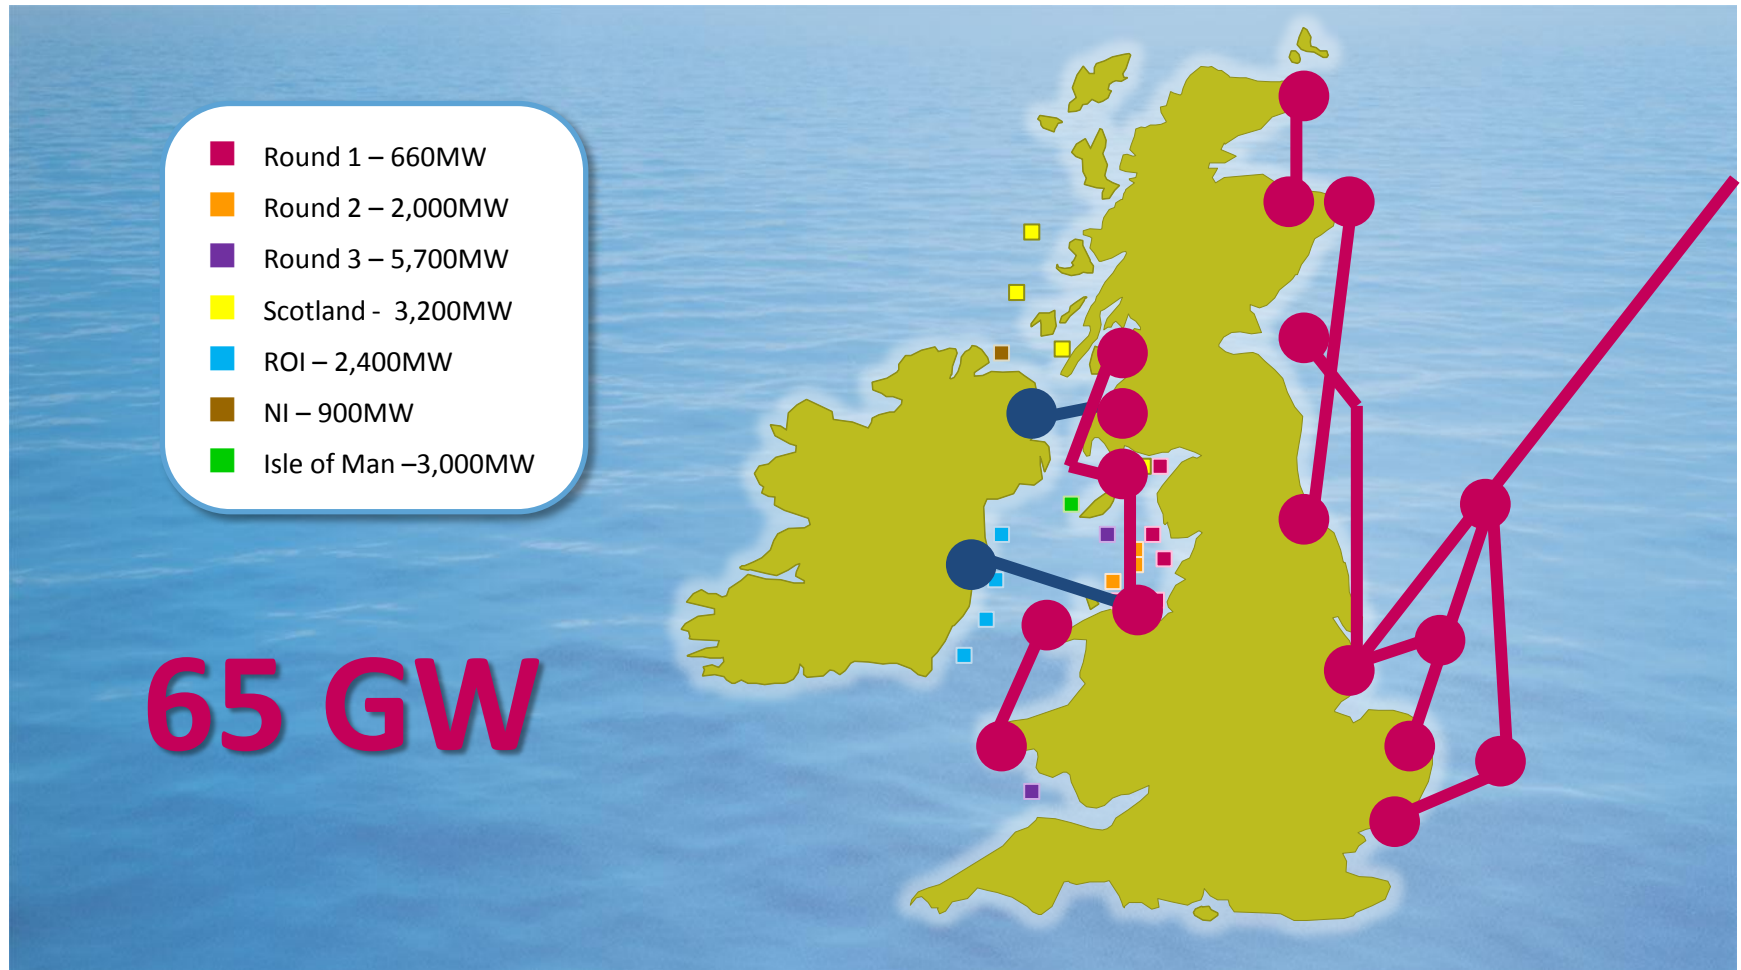 Round 1 – 660MW
Round 2 – 2,000MW
Round 3 – 5,700MW
Scotland - 3,200MW
ROI – 2,400MW
NI – 900MW
Isle of Man –3,000MW
65 GW